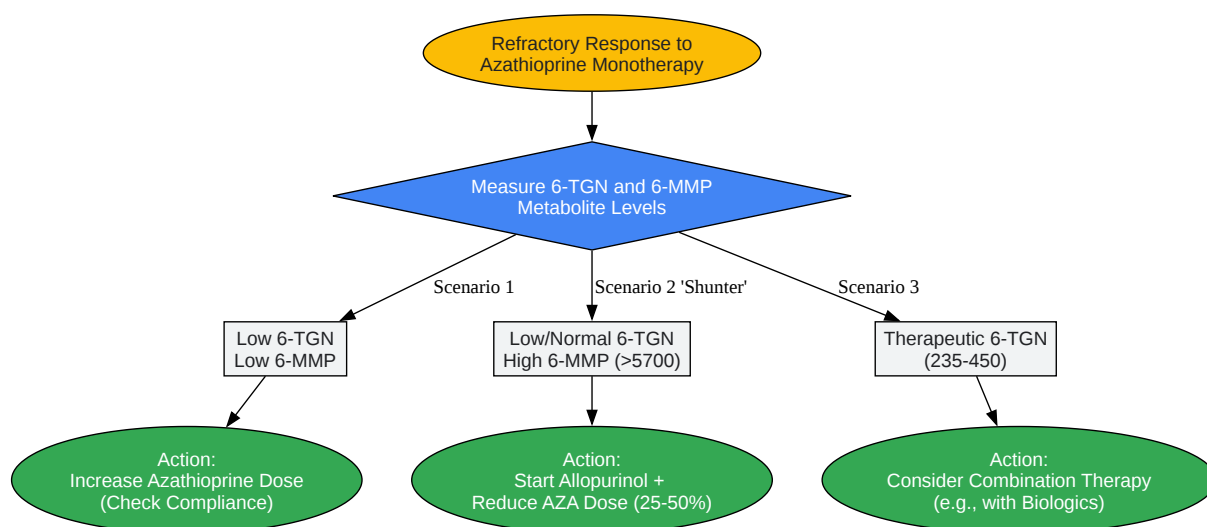 Refractory Response to
Azathioprine Monotherapy
Measure 6-TGN and 6-MMP
Metabolite Levels
Scenario 1
Scenario 2 'Shunter'
Scenario 3
Low 6-TGN
Low 6-MMP
Low/Normal 6-TGN
High 6-MMP (>5700)
Therapeutic 6-TGN
(235-450)
Action:
Increase Azathioprine Dose
(Check Compliance)
Action:
Start Allopurinol +
Reduce AZA Dose (25-50%)
Action:
Consider Combination Therapy
(e.g., with Biologics)